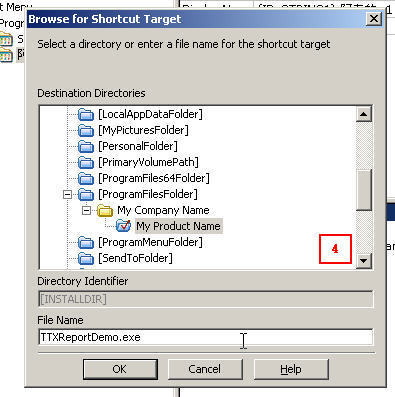 t Menu
Progr
Browse for Shortcut Target
Select a directory or enter a file name for the shortcut target
Destination Directories
[LocalAppDataFolder]
[MyPicturesFolder]
[PersonalFolder]
[PrimaryVolumePath]
[ProgramFiles64Folder]
[ProgramFilesFolder]
My Company Name
My Product Name
[ProgramMenuFolder]
[SendToFolder]
4
Directory Identifier
[INSTALLDIR]
File Name
TTXReportDemo.exe
OK
Cancel
Help